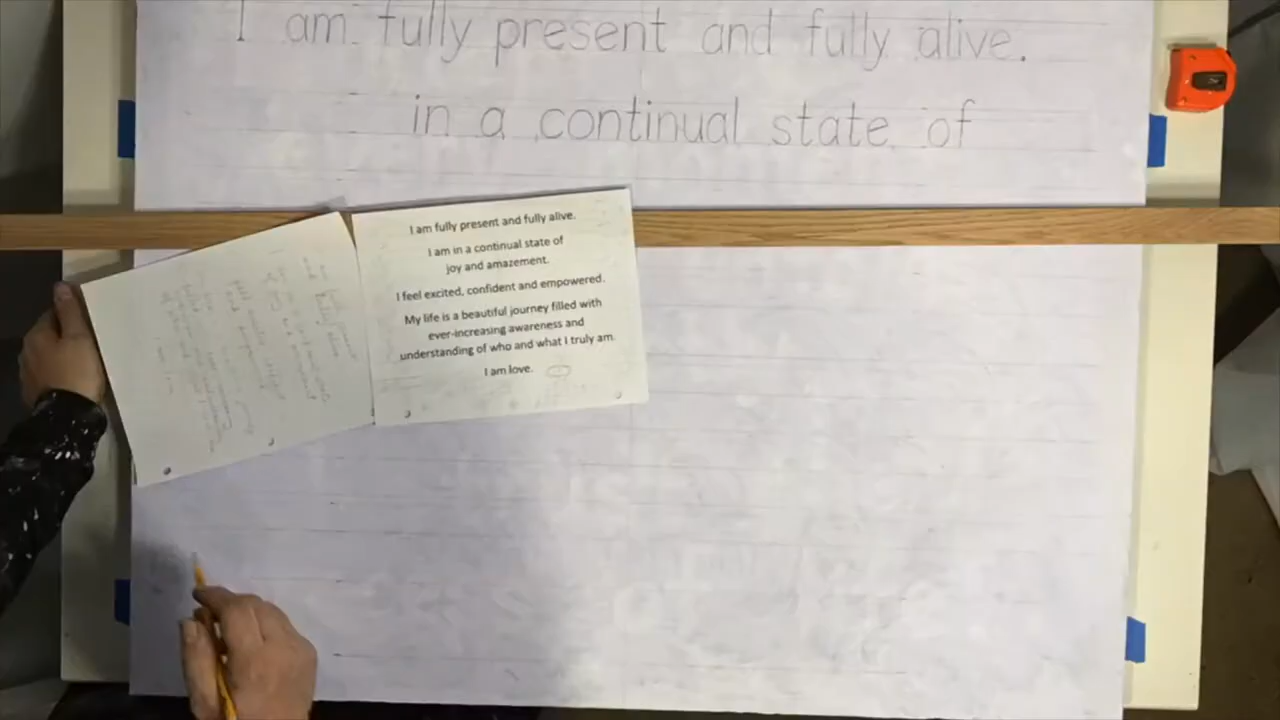 I am fully present and fully alive.
in a continual state of
I am fully present and fully alive.
I am in a continual state of
joy and amazement.
I feel excited, confident and empowered.
My life is a beautiful journey filled with
ever-increasing awareness and
understanding of who and what I truly am.
I am love.